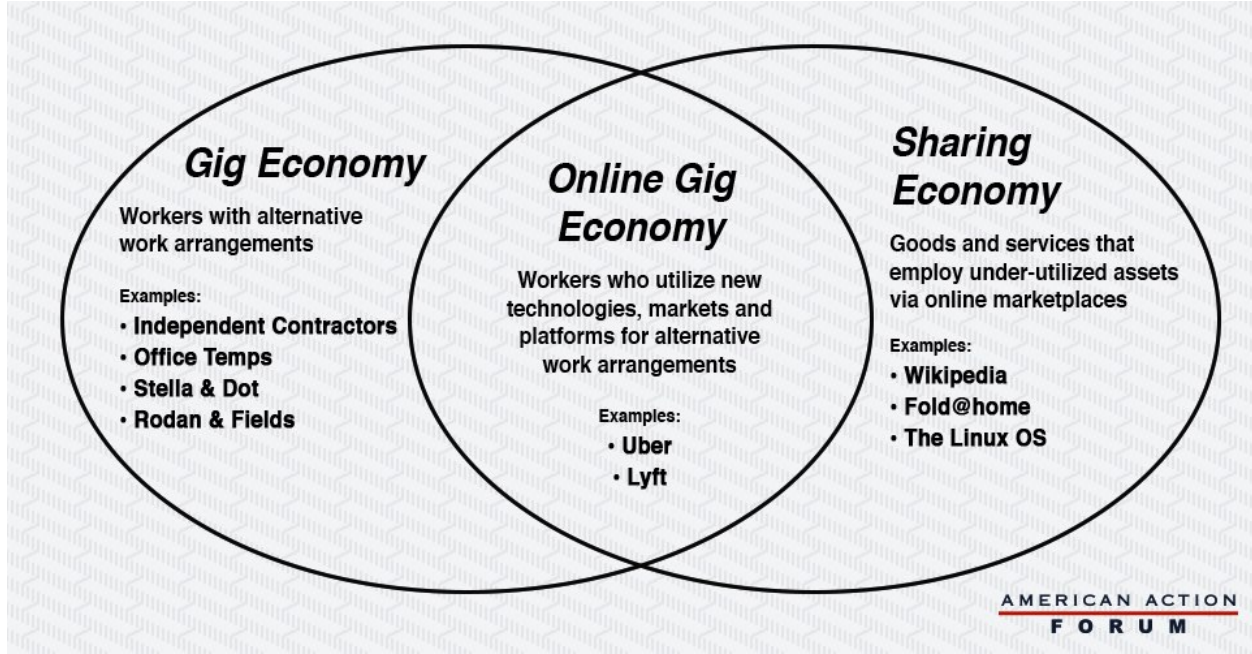 Gig Economy
Workers with alternative
work arrangements
Examples:
• Independent Contractors
• Office Temps
• Stella & Dot
• Rodan & Fields
Online Gig
Economy
Workers who utilize new
technologies, markets and
platforms for alternative
work arrangements
Examples:
• Uber
• Lyft
Sharing
Economy
Goods and services that
employ under-utilized assets
via online marketplaces
Examples:
• Wikipedia
• Fold@home
• The Linux OS
AMERICAN ACTION
FORUM